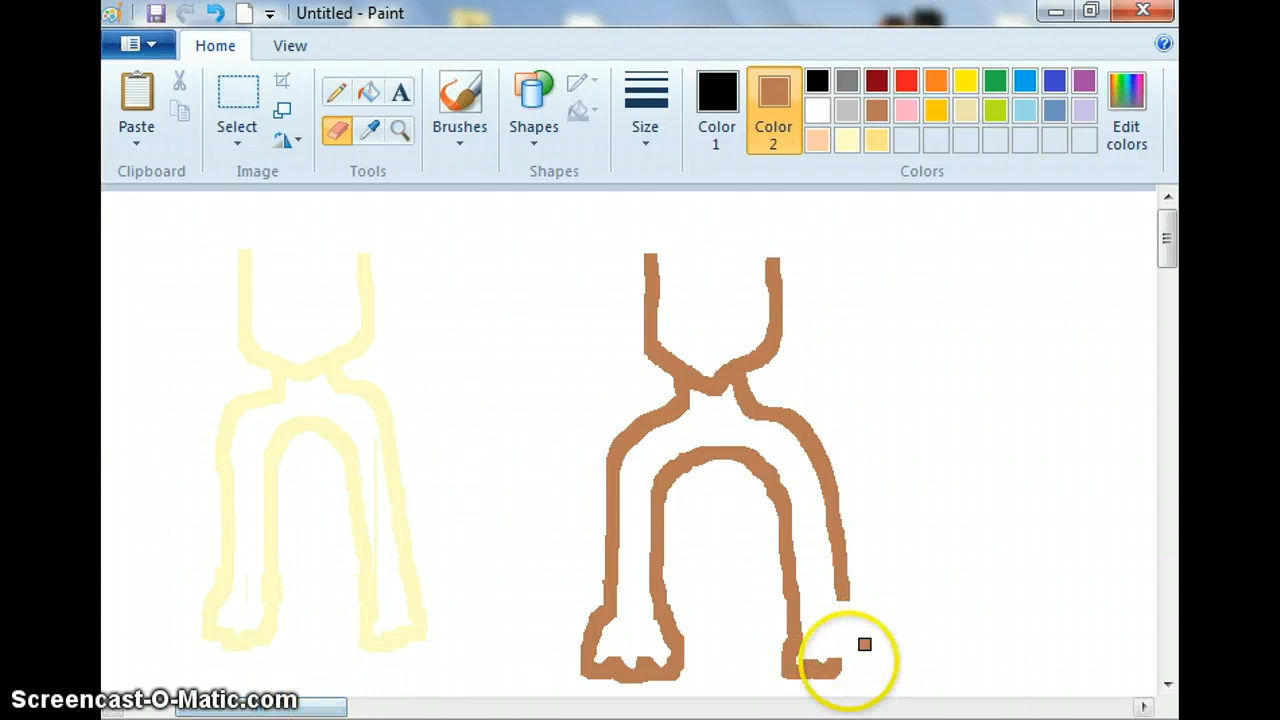 Untitled - Paint
Home View
Paste
Select
Brushes
Shapes
Size
Color 1
Color 2
Edit colors
Clipboard
Image
Tools
Shapes
Colors
Screencast-O-Matic.com